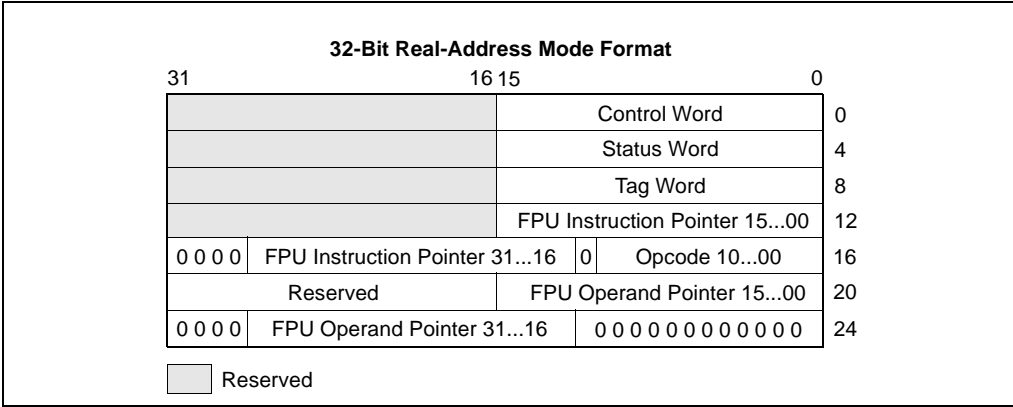 32-Bit Real-Address Mode Format
31 16 15 0
Control Word 0
Status Word 4
Tag Word 8
FPU Instruction Pointer 15...00 12
0 0 0 0 FPU Instruction Pointer 31...16 0 Opcode 10...00 16
Reserved FPU Operand Pointer 15...00 20
0 0 0 0 FPU Operand Pointer 31...16 0 0 0 0 0 0 0 0 0 0 0 0 24
Reserved